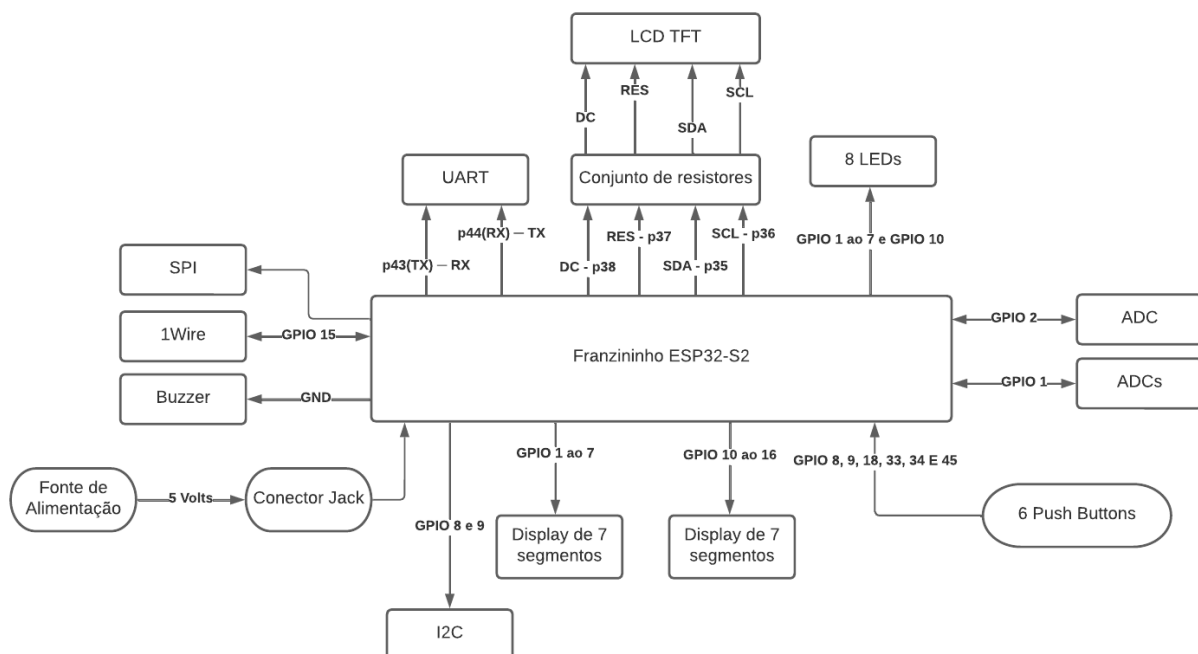 LCD TFT
DC
RES
SDA
SCL
UART
Conjunto de resistores
8 LEDs
p43(TX) — RX
p44(RX) — TX
DC - p38
RES - p37
SDA - p35
SCL - p36
GPIO 1 ao 7 e GPIO 10
SPI
1Wire
GPIO 15
Buzzer
GND
Franzininho ESP32-S2
GPIO 2
ADC
GPIO 1
ADCs
Fonte de
Alimentação
5 Volts
Conector Jack
GPIO 8 e 9
I2C
GPIO 1 ao 7
Display de 7
segmentos
GPIO 10 ao 16
Display de 7
segmentos
GPIO 8, 9, 18, 33, 34 E 45
6 Push Buttons